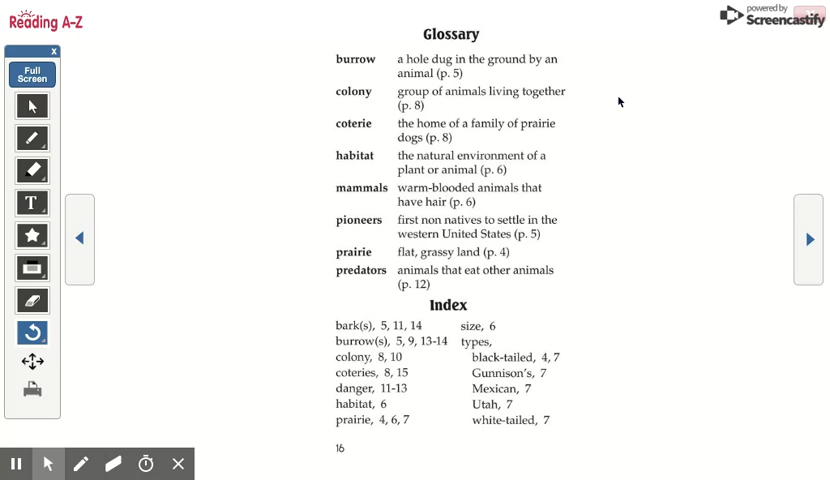 Reading A-Z
powered by
Screencastify
x
Full
Screen
T
Glossary
burrow a hole dug in the ground by an
animal (p. 5)
colony group of animals living together
(p. 8)
coterie the home of a family of prairie
dogs (p. 8)
habitat the natural environment of a
plant or animal (p. 6)
mammals warm-blooded animals that
have hair (p. 6)
pioneers first non natives to settle in the
western United States (p. 5)
prairie flat, grassy land (p. 4)
predators animals that eat other animals
(p. 12)
Index
bark(s), 5, 11, 14
burrow(s), 5, 9, 13-14
colony, 8, 10
coteries, 8, 15
danger, 11-13
habitat, 6
prairie, 4, 6, 7
size, 6
types,
black-tailed, 4, 7
Gunnison's, 7
Mexican, 7
Utah, 7
white-tailed, 7
16